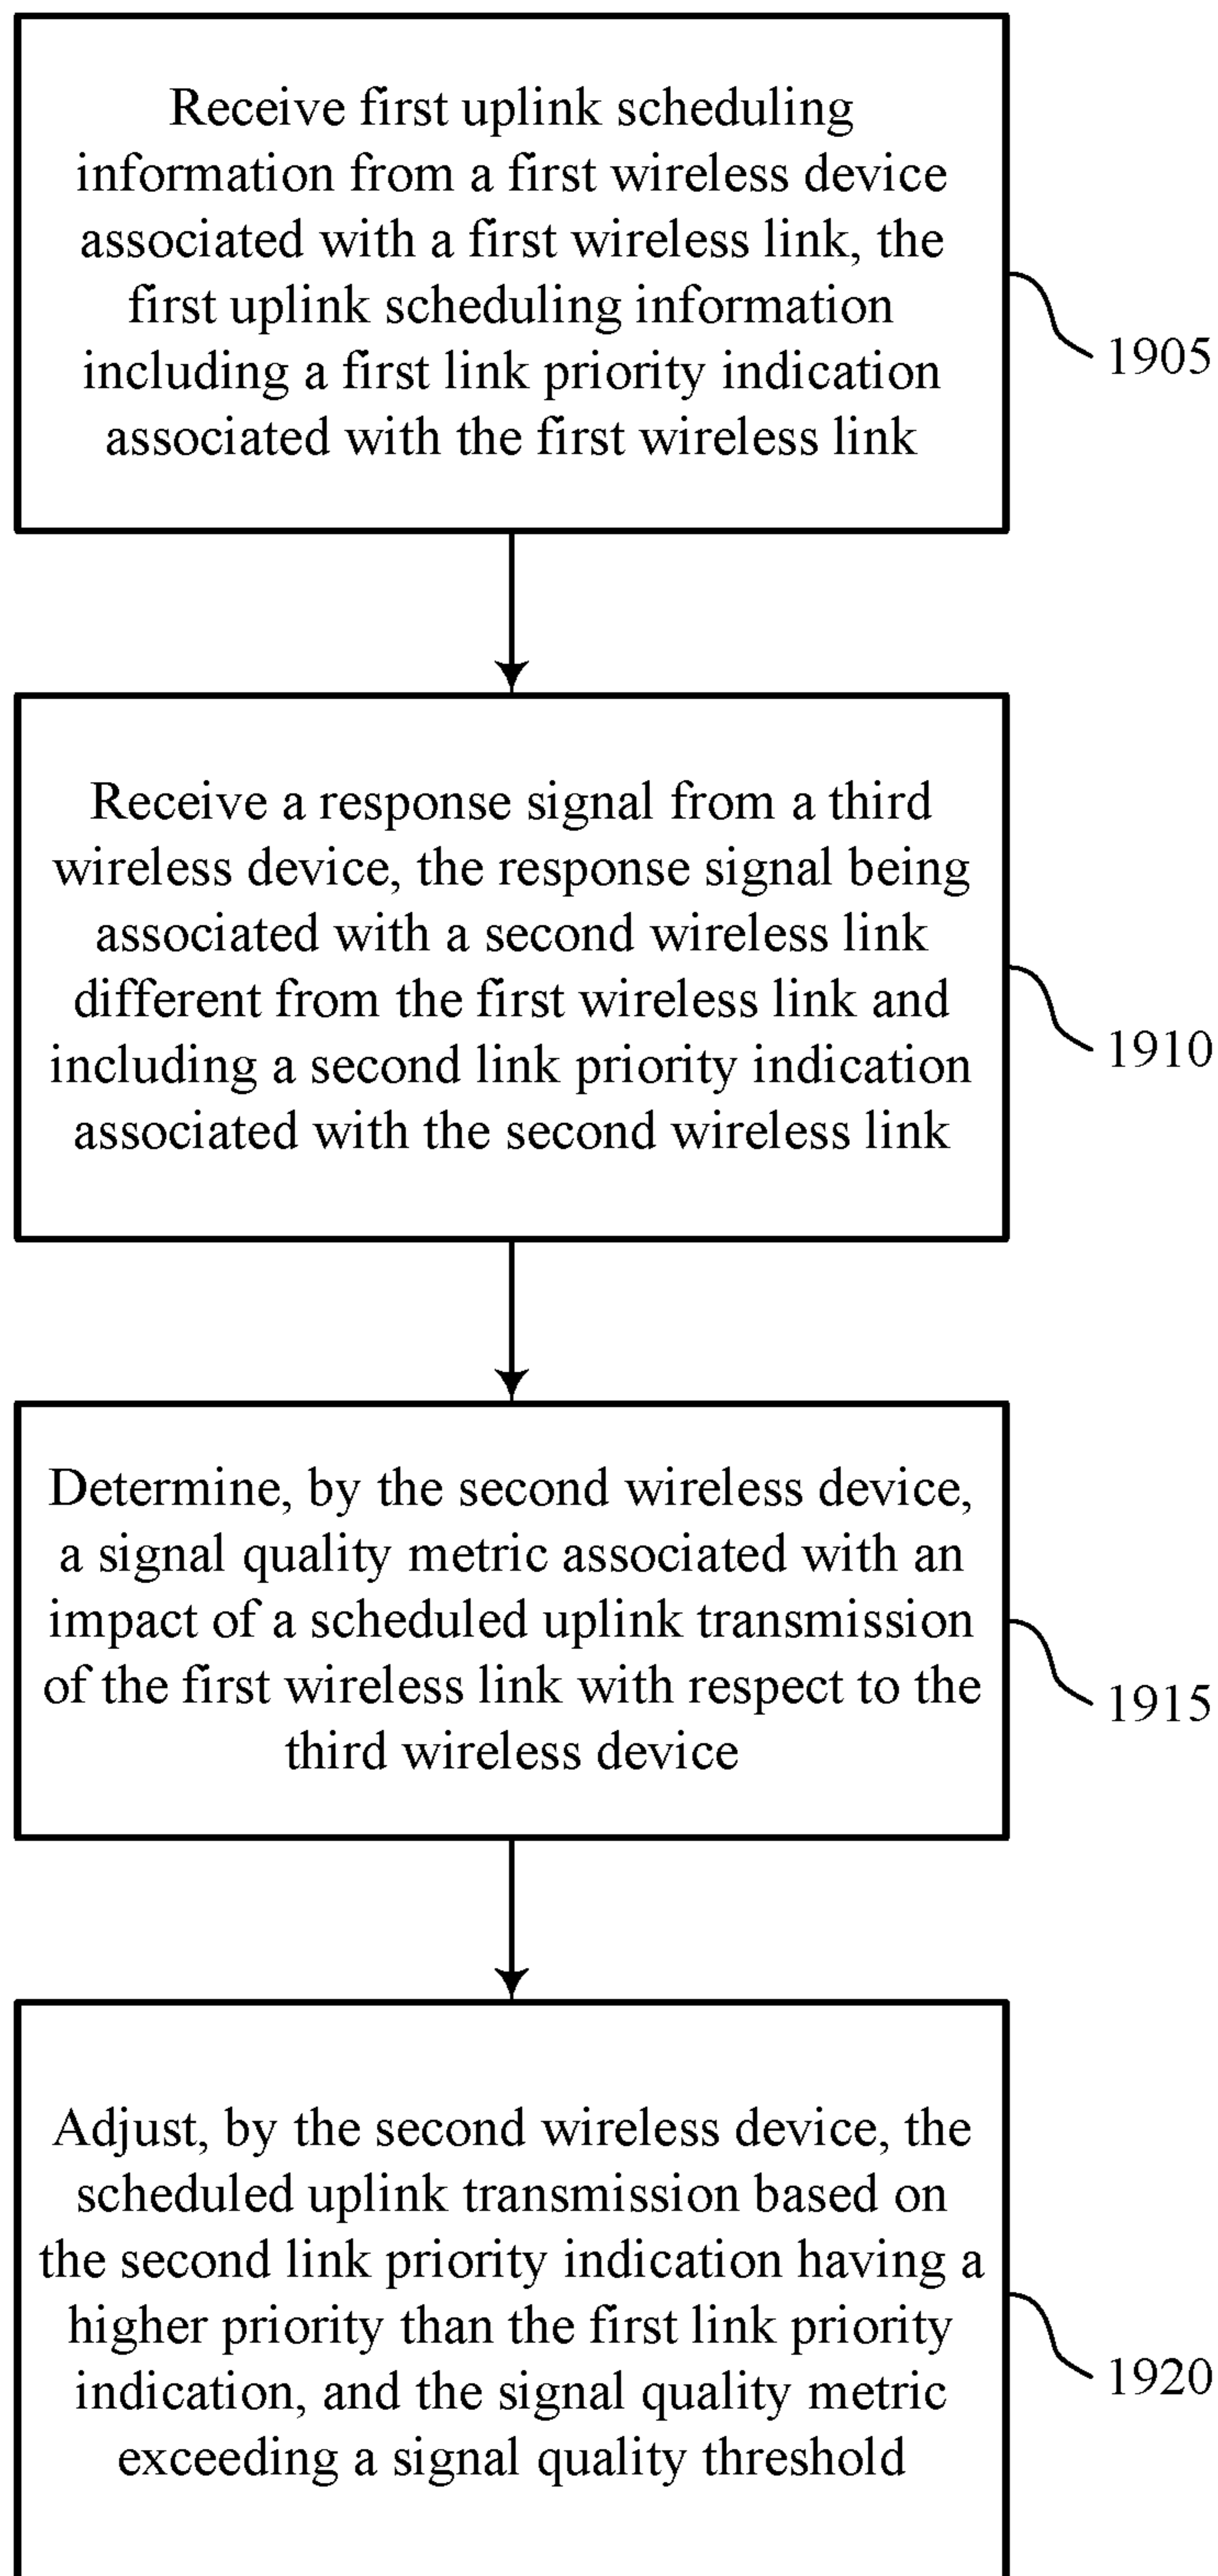 Receive first uplink scheduling
information from a first wireless device
associated with a first wireless link, the
first uplink scheduling information
including a first link priority indication
associated with the first wireless link
1905
Receive a response signal from a third
wireless device, the response signal being
associated with a second wireless link
different from the first wireless link and
including a second link priority indication
associated with the second wireless link
1910
Determine, by the second wireless device,
a signal quality metric associated with an
impact of a scheduled uplink transmission
of the first wireless link with respect to the
third wireless device
1915
Adjust, by the second wireless device, the
scheduled uplink transmission based on
the second link priority indication having a
higher priority than the first link priority
indication, and the signal quality metric
exceeding a signal quality threshold
1920